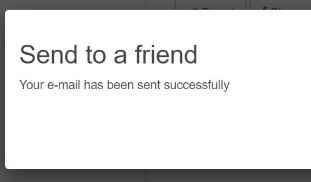 Send to a friend
Your e-mail has been sent successfully